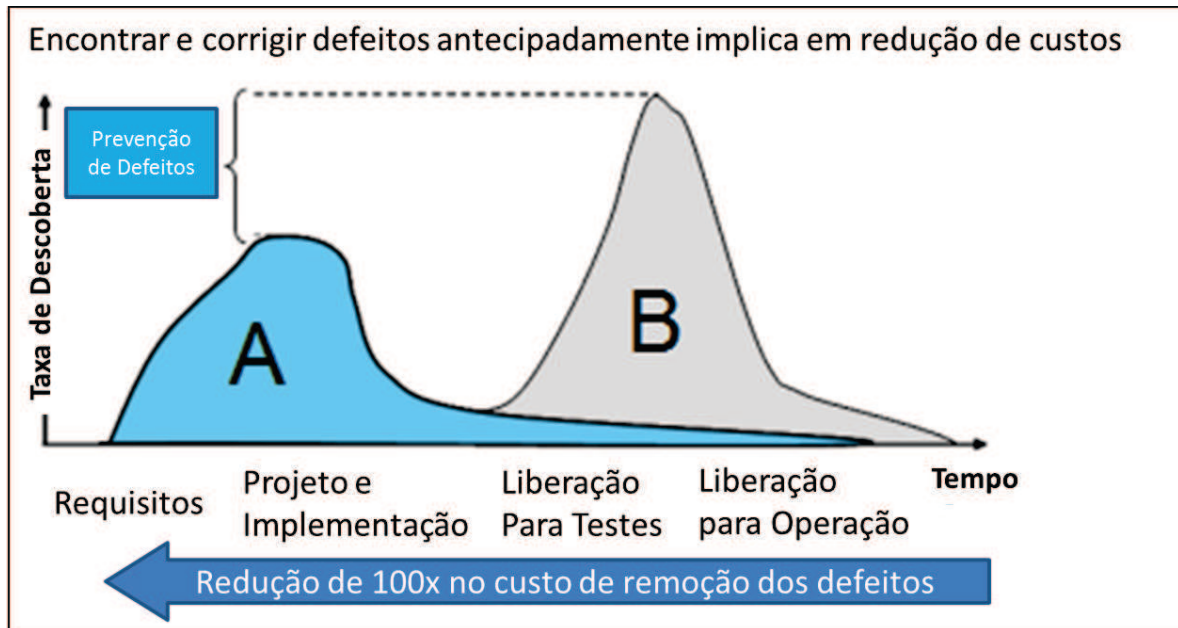 Encontrar e corrigir defeitos antecipadamente implica em redução de custos
Prevenção
de Defeitos
Taxa de Descoberta
A
B
Requisitos
Projeto e
Implementação
Liberação
Para Testes
Liberação
para Operação
Tempo
Redução de 100x no custo de remoção dos defeitos